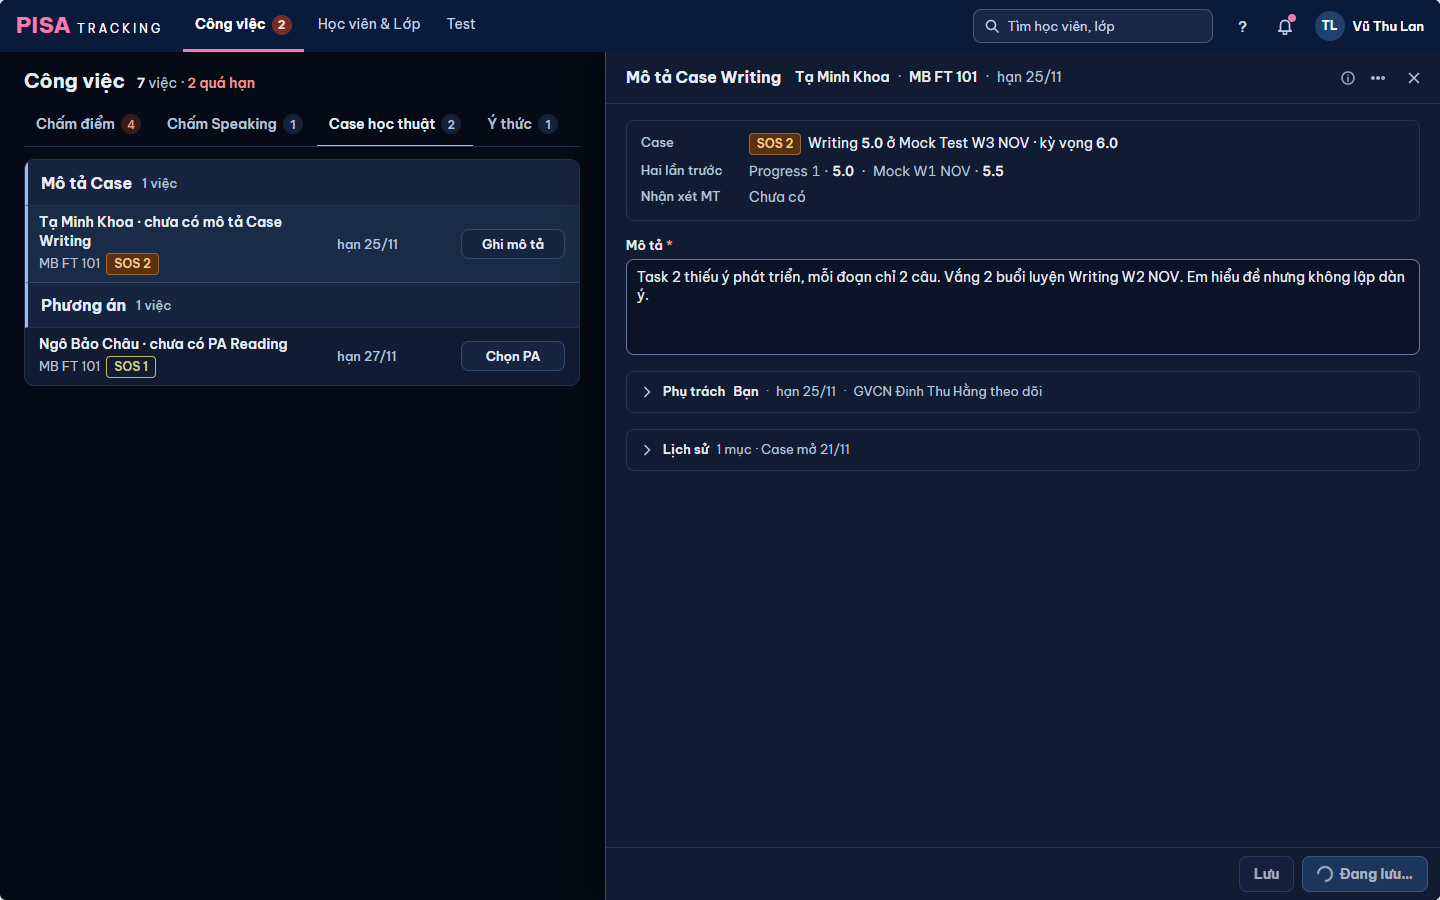 PISA TRACKING
Công việc 2
Học viên & Lớp
Test
Tìm học viên, lớp
?
TL
Vũ Thu Lan
Công việc 7 việc · 2 quá hạn
Chấm điểm 4
Chấm Speaking 1
Case học thuật 2
Ý thức 1
Mô tả Case 1 việc
Tạ Minh Khoa · chưa có mô tả Case
Writing
MB FT 101 SOS 2
hạn 25/11
Ghi mô tả
Phương án 1 việc
Ngô Bảo Châu · chưa có PA Reading
MB FT 101 SOS 1
hạn 27/11
Chọn PA
Mô tả Case Writing Tạ Minh Khoa · MB FT 101 · hạn 25/11
Case SOS 2 Writing 5.0 ở Mock Test W3 NOV · kỳ vọng 6.0
Hai lần trước Progress 1 · 5.0 · Mock W1 NOV · 5.5
Nhận xét MT Chưa có
Mô tả *
Task 2 thiếu ý phát triển, mỗi đoạn chỉ 2 câu. Vắng 2 buổi luyện Writing W2 NOV. Em hiểu đề nhưng không lập dàn
ý.
Phụ trách Bạn · hạn 25/11 · GVCN Đinh Thu Hằng theo dõi
Lịch sử 1 mục · Case mở 21/11
Lưu
Đang lưu...